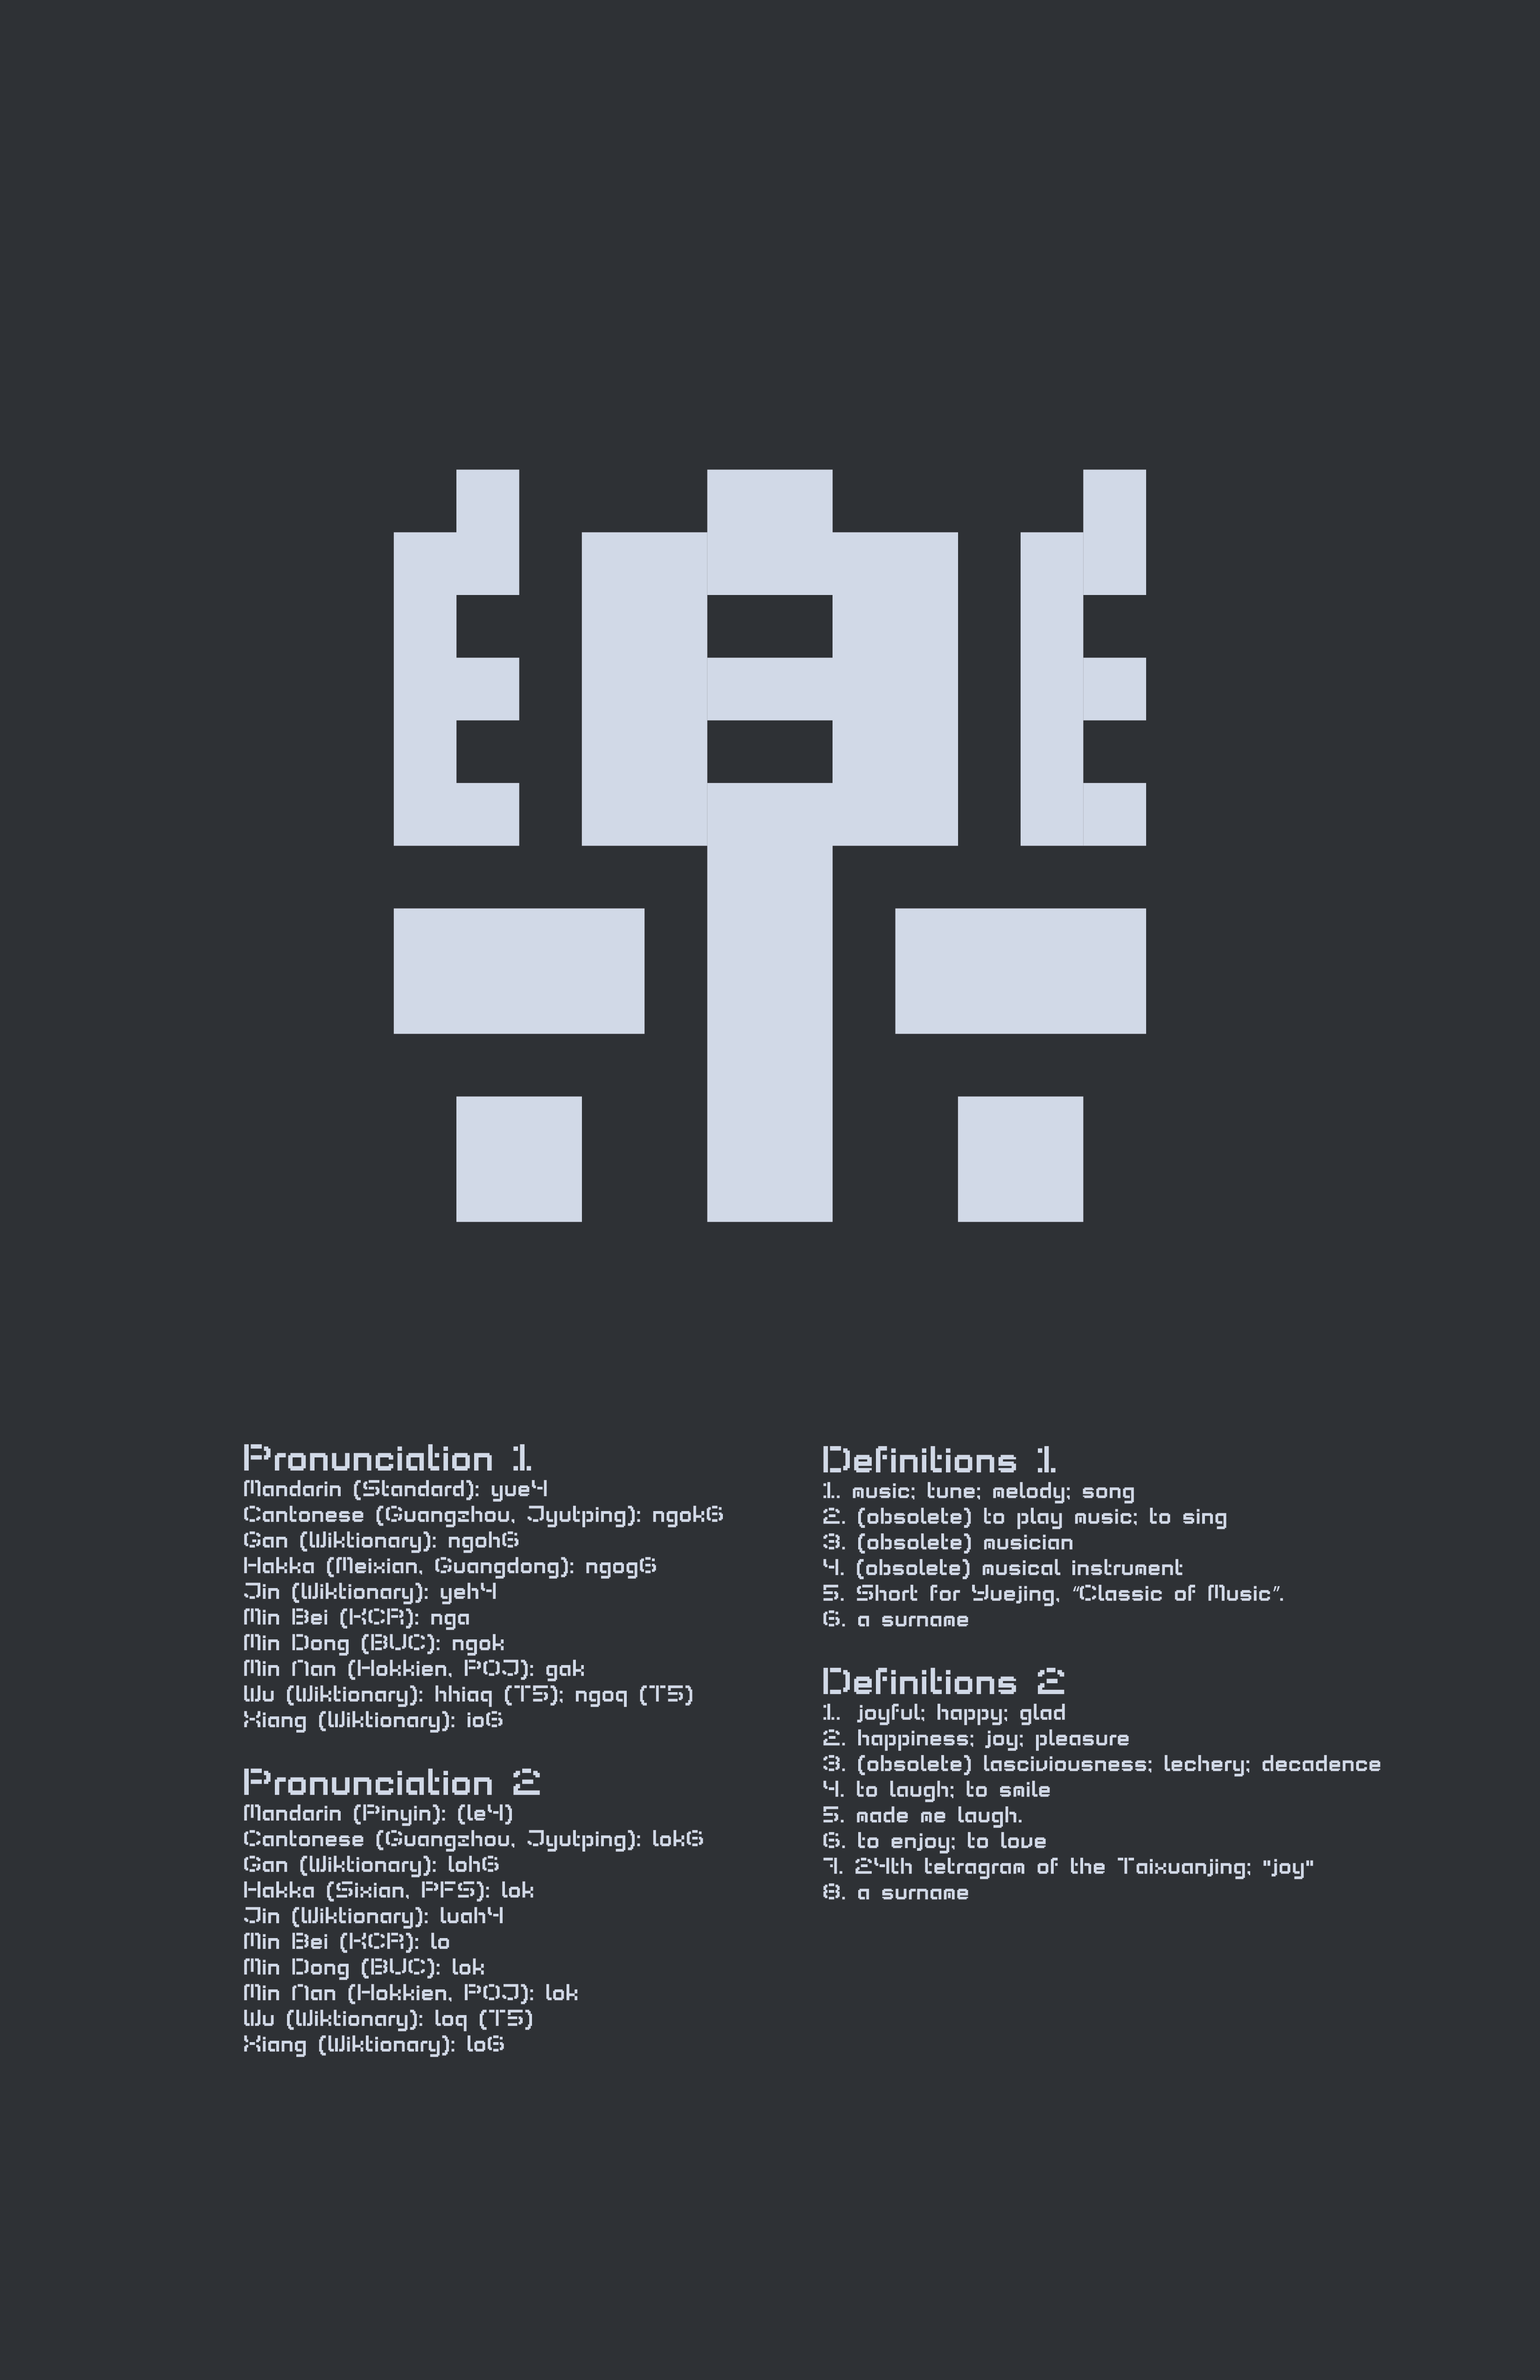 樂
Pronunciation 1
Mandarin (Standard): yue4
Cantonese (Guangzhou, Jyutping): ngok6
Gan (Wiktionary): ngoh6
Hakka (Meixian, Guangdong): ngog6
Jin (Wiktionary): yeh4
Min Bei (KCR): nga
Min Dong (BUC): ngok
Min Nan (Hokkien, POJ): gak
Wu (Wiktionary): hhiaq (T5); ngoq (T5)
Xiang (Wiktionary): io6
Pronunciation 2
Mandarin (Pinyin): (le4)
Cantonese (Guangzhou, Jyutping): lok6
Gan (Wiktionary): loh6
Hakka (Sixian, PFS): lok
Jin (Wiktionary): luah4
Min Bei (KCR): lo
Min Dong (BUC): lok
Min Nan (Hokkien, POJ): lok
Wu (Wiktionary): loq (T5)
Xiang (Wiktionary): lo6
Definitions 1
1. music; tune; melody; song
2. (obsolete) to play music; to sing
3. (obsolete) musician
4. (obsolete) musical instrument
5. Short for Yuejing, “Classic of Music”.
6. a surname
Definitions 2
1. joyful; happy; glad
2. happiness; joy; pleasure
3. (obsolete) lasciviousness; lechery; decadence
4. to laugh; to smile
5. made me laugh.
6. to enjoy; to love
7. 24th tetragram of the Taixuanjing; "joy"
8. a surname